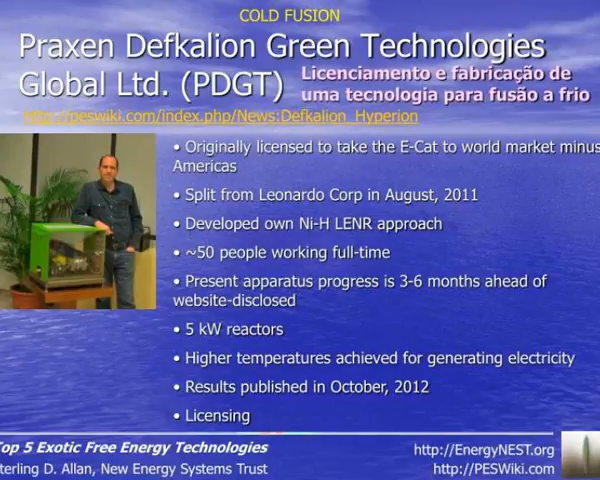 COLD FUSION
Praxen Defkalion Green Technologies
Global Ltd. (PDGT)
Licenciamento e fabricação de
uma tecnologia para fusão a frio
http://peswiki.com/index.php/News:Defkalion_Hyperion
• Originally licensed to take the E-Cat to world market minus
Americas
• Split from Leonardo Corp in August, 2011
• Developed own Ni-H LENR approach
• ~50 people working full-time
• Present apparatus progress is 3-6 months ahead of
website-disclosed
• 5 kW reactors
• Higher temperatures achieved for generating electricity
• Results published in October, 2012
• Licensing
Top 5 Exotic Free Energy Technologies
terling D. Allan, New Energy Systems Trust
http://EnergyNEST.org
http://PESWiki.com